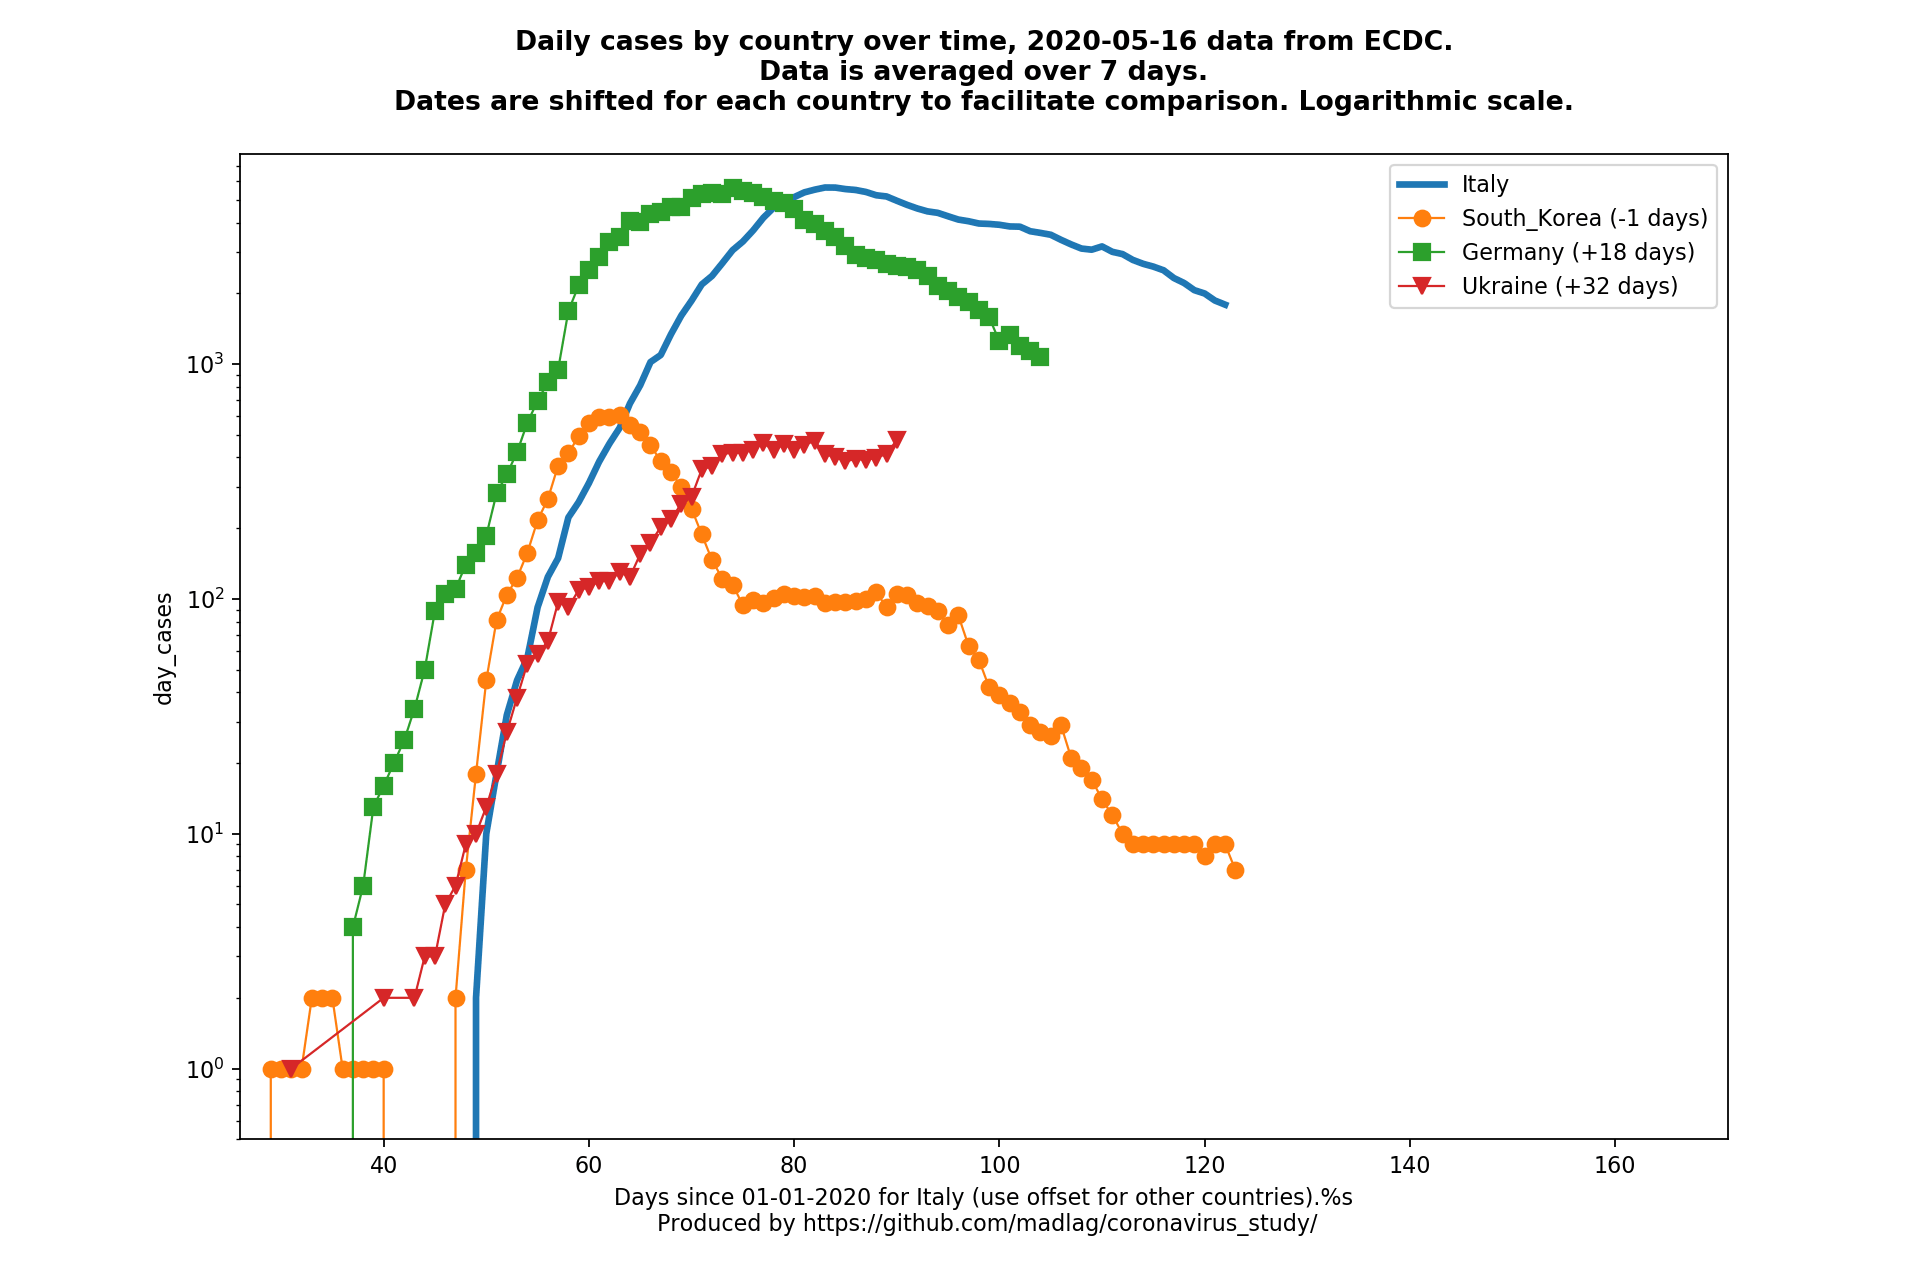 Daily cases by country over time, 2020-05-16 data from ECDC.
Data is averaged over 7 days.
Dates are shifted for each country to facilitate comparison. Logarithmic scale.
Italy
South_Korea (-1 days)
Germany (+18 days)
Ukraine (+32 days)
day_cases
10³
10²
10¹
10⁰
40 60 80 100 120 140 160
Days since 01-01-2020 for Italy (use offset for other countries).%s
Produced by https://github.com/madlag/coronavirus_study/